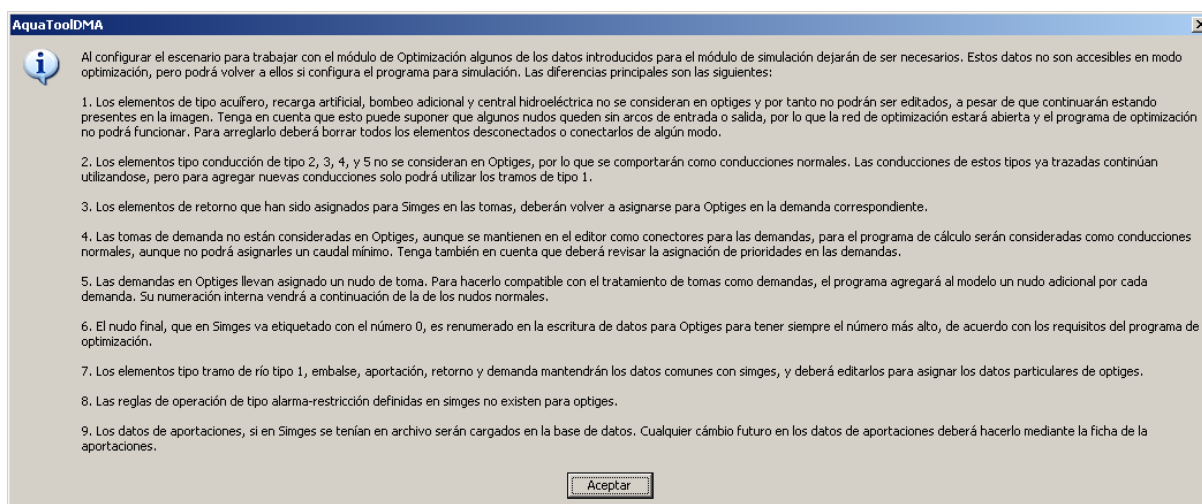 AquaToolDMA
Al configurar el escenario para trabajar con el módulo de Optimización algunos de los datos introducidos para el módulo de simulación dejarán de ser necesarios. Estos datos no son accesibles en modo
optimización, pero podrá volver a ellos si configura el programa para simulación. Las diferencias principales son las siguientes:
1. Los elementos de tipo acuífero, recarga artificial, bombeo adicional y central hidroeléctrica no se consideran en optiges y por tanto no podrán ser editados, a pesar de que continuarán estando
presentes en la imagen. Tenga en cuenta que esto puede suponer que algunos nudos queden sin arcos de entrada o salida, por lo que la red de optimización estará abierta y el programa de optimización
no podrá funcionar. Para arreglarlo deberá borrar todos los elementos desconectados o conectarlos de algún modo.
2. Los elementos tipo conducción de tipo 2, 3, 4, y 5 no se consideran en Optiges, por lo que se comportarán como conducciones normales. Las conducciones de estos tipos ya trazadas continúan
utilizandose, pero para agregar nuevas conducciones solo podrá utilizar los tramos de tipo 1.
3. Los elementos de retorno que han sido asignados para Simges en las tomas, deberán volver a asignarse para Optiges en la demanda correspondiente.
4. Las tomas de demanda no están consideradas en Optiges, aunque se mantienen en el editor como conectores para las demandas, para el programa de cálculo serán consideradas como conducciones
normales, aunque no podrá asignarles un caudal mínimo. Tenga también en cuenta que deberá revisar la asignación de prioridades en las demandas.
5. Las demandas en Optiges llevan asignado un nudo de toma. Para hacerlo compatible con el tratamiento de tomas como demandas, el programa agregará al modelo un nudo adicional por cada
demanda. Su numeración interna vendrá a continuación de la de los nudos normales.
6. El nudo final, que en Simges va etiquetado con el número 0, es renumerado en la escritura de datos para Optiges para tener siempre el número más alto, de acuerdo con los requisitos del programa de
optimización.
7. Los elementos tipo tramo de río tipo 1, embalse, aportación, retorno y demanda mantendrán los datos comunes con simges, y deberá editarlos para asignar los datos particulares de optiges.
8. Las reglas de operación de tipo alarma-restricción definidas en simges no existen para optiges.
9. Los datos de aportaciones, si en Simges se tenían en archivo serán cargados en la base de datos. Cualquier cámbio futuro en los datos de aportaciones deberá hacerlo mediante la ficha de la
aportaciones.
Aceptar